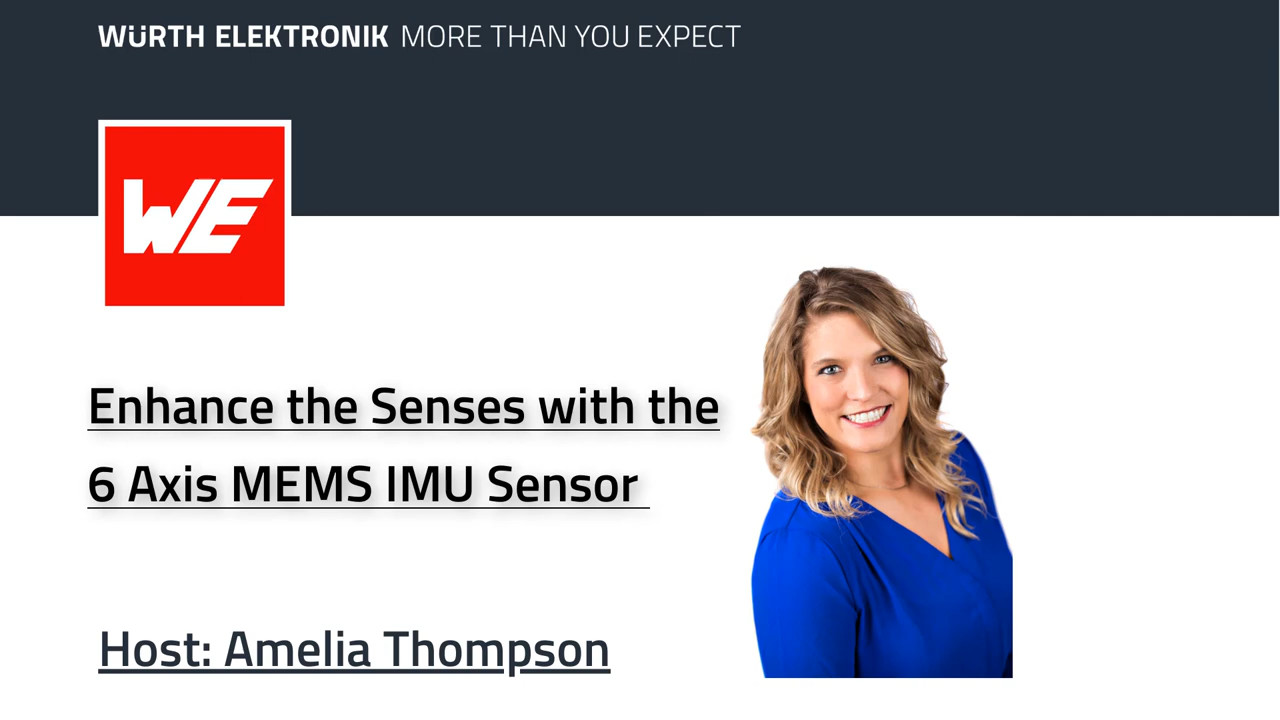 WÜRTH ELEKTRONIK MORE THAN YOU EXPECT
WE
Enhance the Senses with the
6 Axis MEMS IMU Sensor
Host: Amelia Thompson